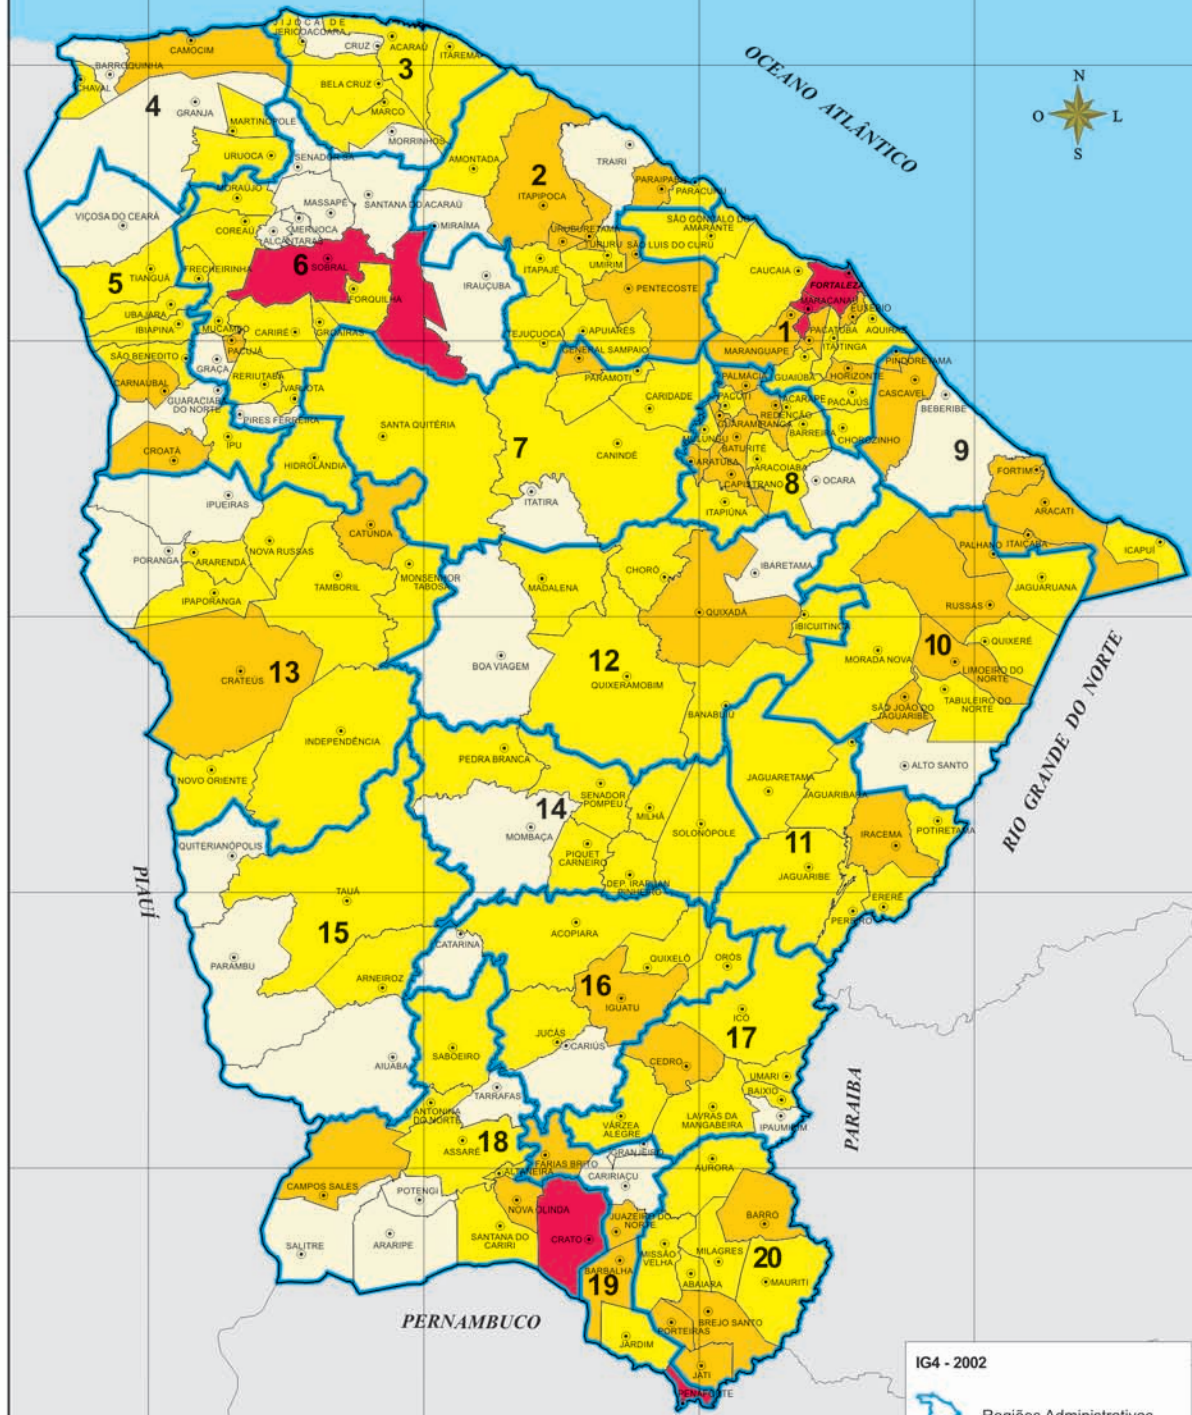 JIJOCA DE
JERICOACOARA
CRUZ
ACARAÚ
ITAREMA
CAMOCIM
BARROQUINHA
CHAVAL
3
BELA CRUZ
MARCO
4
GRANJA
MARTINÓPOLE
MORRINHOS
OCEANO ATLÂNTICO
N
O
L
S
URUOCA
SENADOR SÁ
AMONTADA
TRAIRI
2
ITAPIPOCA
PARAIPABA
PARACURU
MORAÚJO
SANTANA DO ACARAÚ
MASSAPÊ
VIÇOSA DO CEARÁ
COREAÚ
MERUOCA
ALCÂNTARAS
MIRAÍMA
URUBURETAMA
TURURU
SÃO GONÇALO DO
AMARANTE
SÃO LUIS DO CURU
UMIRIM
5
TIANGUÁ
FRECHEIRINHA
6
SOBRAL
FORQUILHA
IRAUÇUBA
ITAPAJÉ
PENTECOSTE
CAUCAIA
FORTALEZA
MARACANAÚ
EUSÉBIO
UBAJARA
IBIAPINA
MUCAMBO
CARIRÉ
GROAÍRAS
TEJUÇUOCA
APUIARÉS
1
PACATUBA
AQUIRAZ
ITAITINGA
MARANGUAPE
SÃO BENEDITO
PACUJÁ
GRAÇA
GENERAL SAMPAIO
PARAMOTI
GUAIÚBA
HORIZONTE
PINDORETAMA
CARNAUBAL
RERIUTABA
VARJOTA
GUARACIABA
DO NORTE
PIRES FERREIRA
CARIDADE
PALMÁCIA
PACOTI
ACARAPE
REDENÇÃO
PACAJÚS
CASCAVEL
BEBERIBE
GUARAMIRANGA
BARREIRA
CHOROZINHO
MULUNGU
BATURITÉ
CROATÁ
IPU
SANTA QUITÉRIA
7
CANINDÉ
ARATUBA
ARACOIABA
CAPISTRANO
8
OCARA
9
HIDROLÂNDIA
ITATIRA
ITAPIÚNA
FORTIM
ARACATI
IPUEIRAS
CATUNDA
NOVA RUSSAS
PORANGA
ARARENDÁ
TAMBORIL
MONSENHOR
TABOSA
MADALENA
CHORÓ
IBARETAMA
PALHANO
ITAIÇABA
ICAPUÍ
JAGUARUANA
IPAPORANGA
QUIXADÁ
IBICUITINGA
RUSSAS
CRATEÚS
13
BOA VIAGEM
12
QUIXERAMOBIM
MORADA NOVA
10
QUIXERÉ
LIMOEIRO DO
NORTE
TABULEIRO DO
NORTE
SÃO JOÃO DO
JAGUARIBE
BANABUIÚ
RIO GRANDE DO NORTE
INDEPENDÊNCIA
PEDRA BRANCA
NOVO ORIENTE
ALTO SANTO
JAGUARETAMA
JAGUARIBARA
SENADOR
POMPEU
14
MOMBAÇA
MILHÃ
SOLONÓPOLE
IRACEMA
POTIRETAMA
QUITERIANÓPOLIS
PIQUET
CARNEIRO
11
JAGUARIBE
DEP. IRAPUAN
PINHEIRO
PIAUÍ
TAUÁ
ERERÊ
PEREIRO
15
ACOPIARA
CATARINA
PARAMBU
QUIXELÔ
ORÓS
ARNEIROZ
16
IGUATU
ICÓ
17
JUCÁS
CARIÚS
AIUABA
SABOEIRO
CEDRO
UMARI
BAIXIO
PARAIBA
TARRAFAS
ANTONINA
DO NORTE
IPAUMIRIM
VÁRZEA
ALEGRE
LAVRAS DA
MANGABEIRA
18
ASSARÉ
GRANJEIRO
FARIAS BRITO
ALTANEIRA
CARIRIAÇU
AURORA
CAMPOS SALES
POTENGI
NOVA OLINDA
JUAZEIRO DO
NORTE
BARRO
SALITRE
ARARIPE
SANTANA DO
CARIRI
CRATO
MISSÃO
VELHA
MILAGRES
20
BARBALHA
19
ABAIARA
MAURITI
PERNAMBUCO
PORTEIRAS
BREJO SANTO
JARDIM
JATI
PENAFORTE
IG4 - 2002
Regiões Administrativas